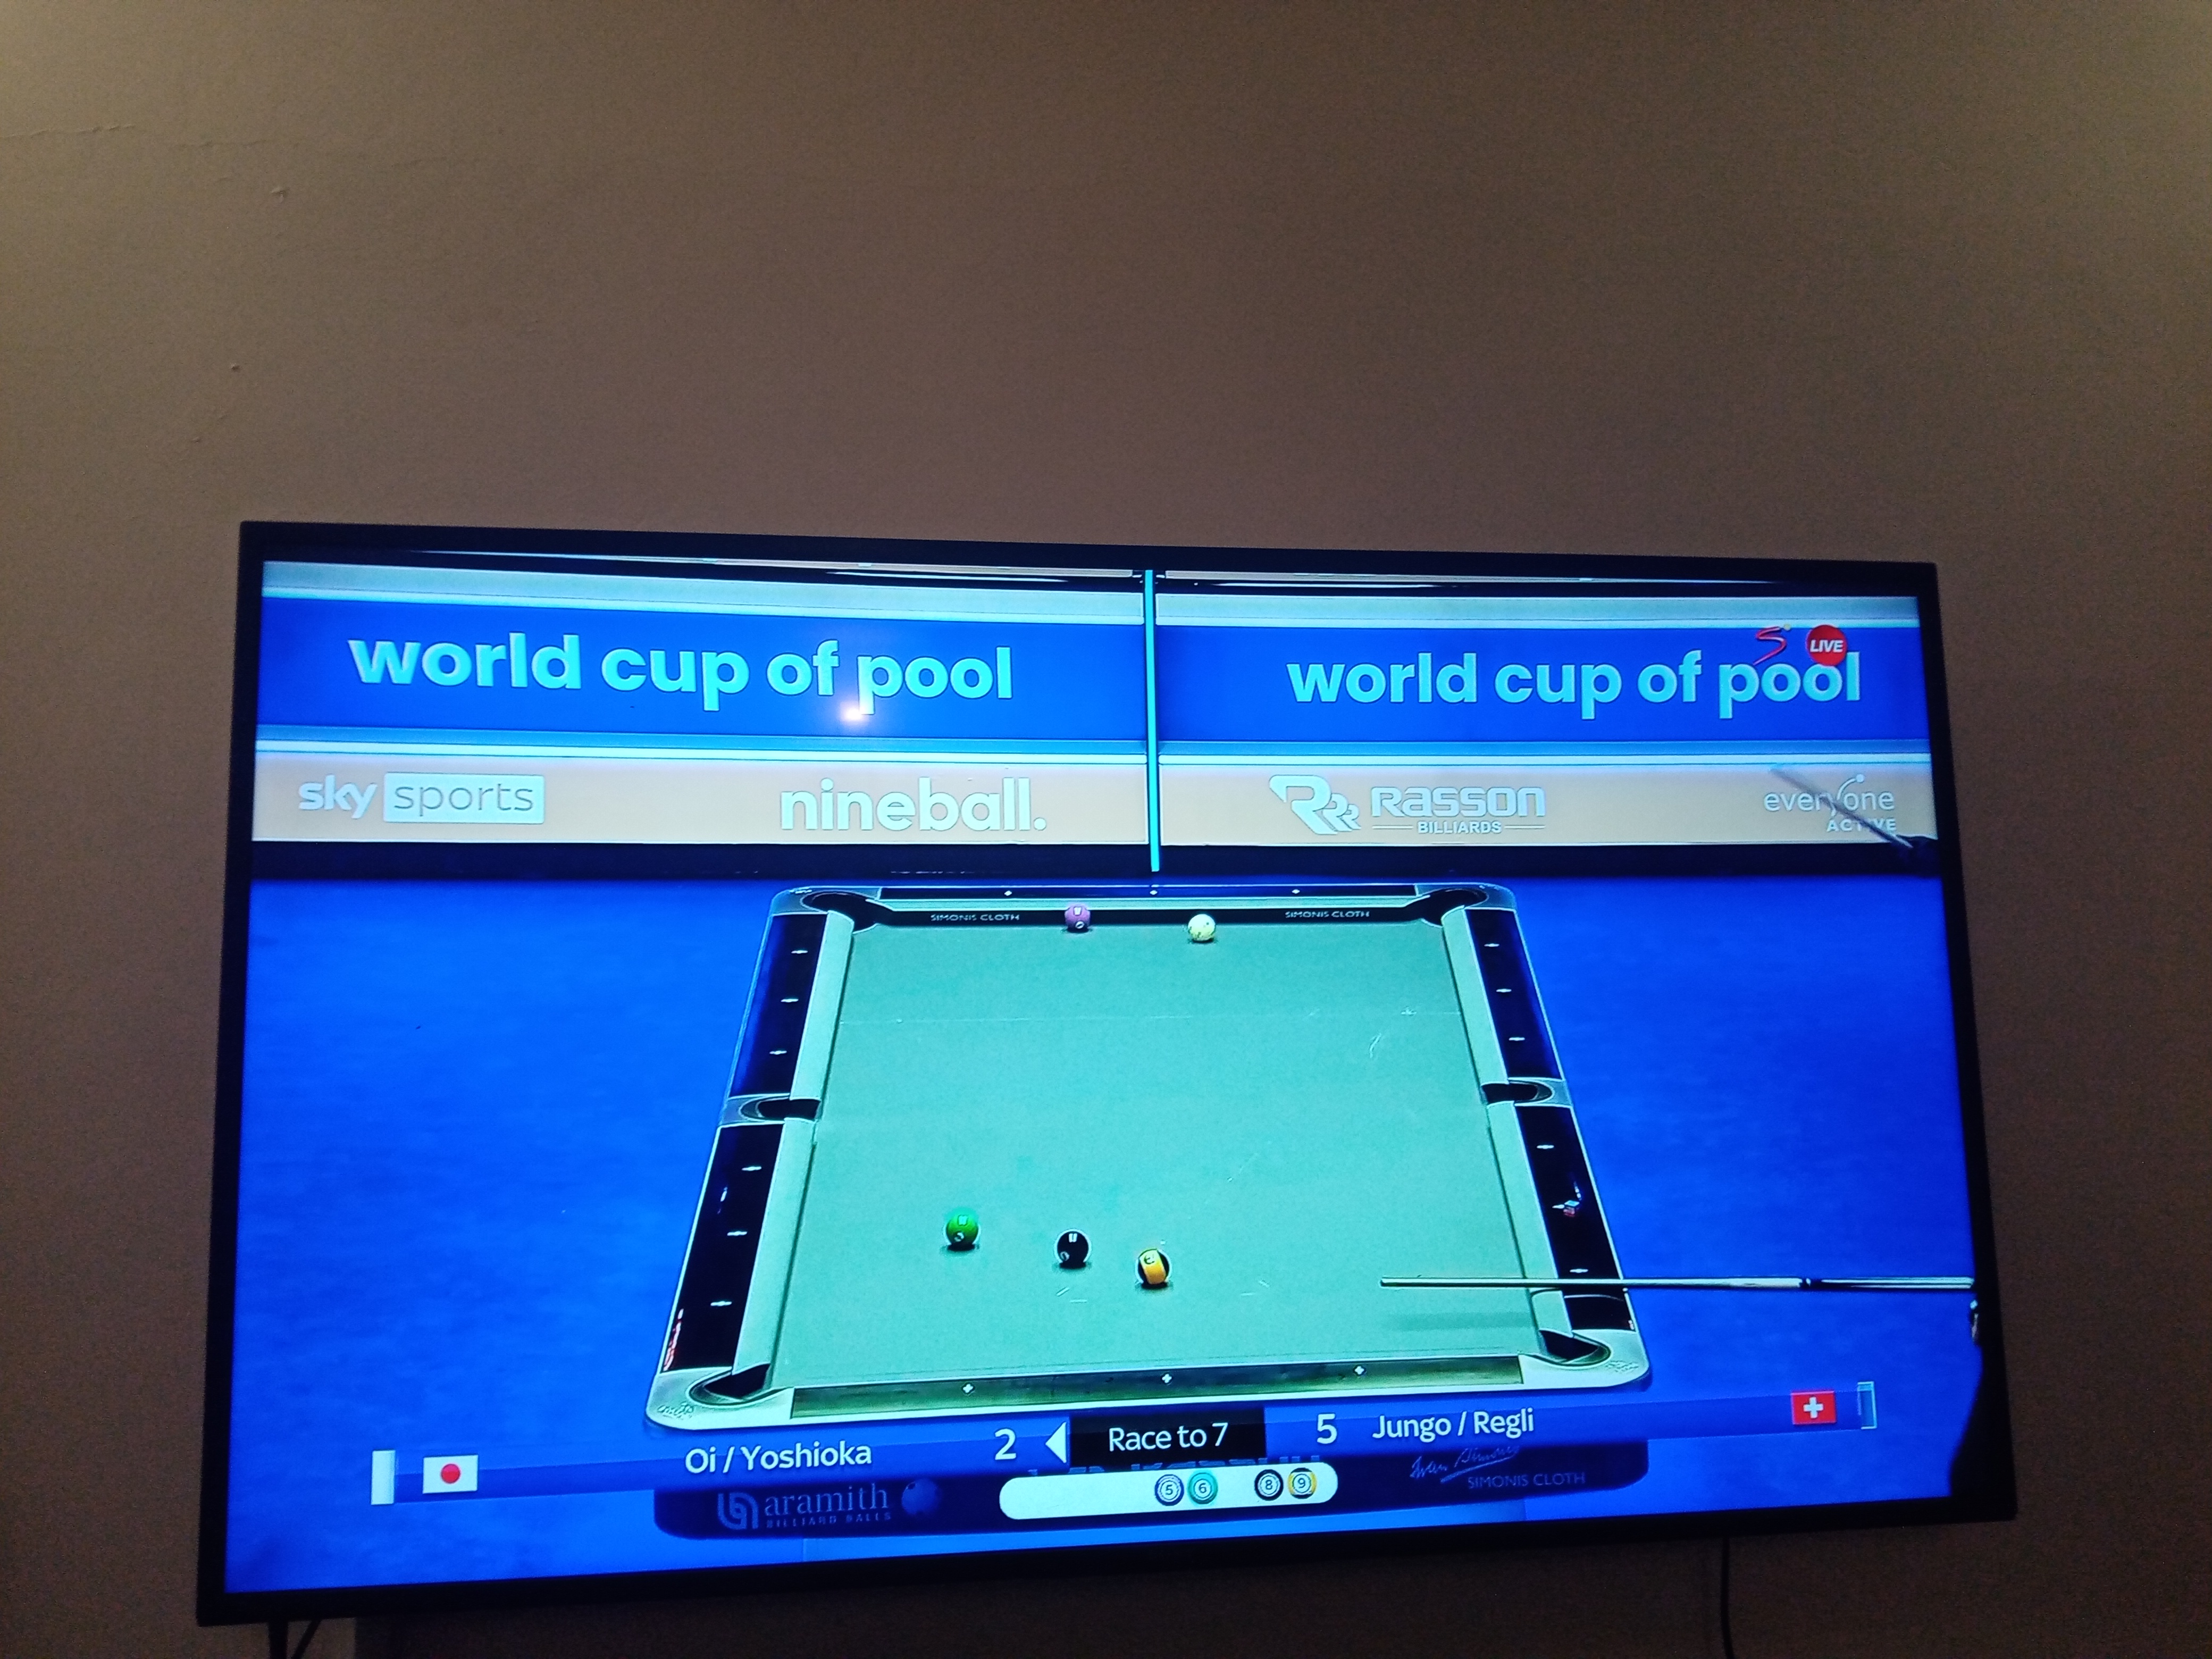 world cup of pool
world cup of pool
LIVE
sky sports
nineball.
RASSON
BILLIARDS
everyone
ACTIVE
SIMONIS CLOTH
SIMONIS CLOTH
Oi / Yoshioka
2
Race to 7
5
Jungo / Regli
5 6 8 9
aramith
BILLIARD BALLS
SIMONIS CLOTH